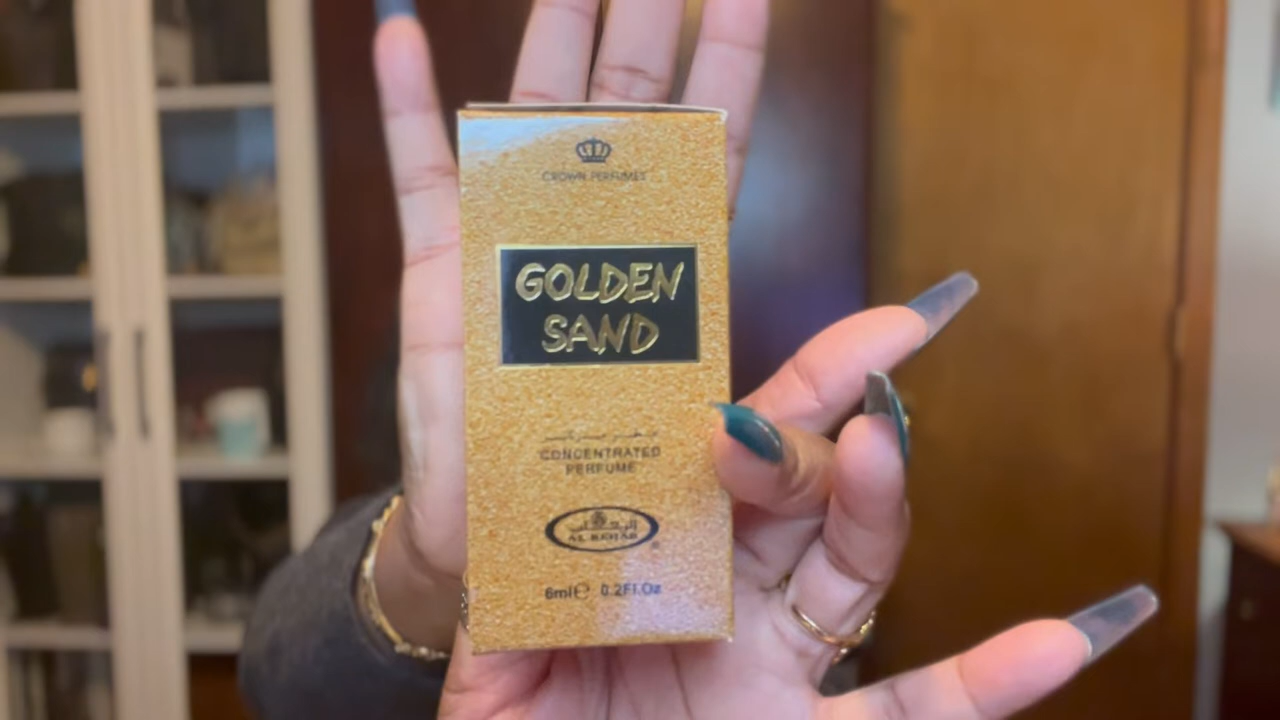 CROWN PERFUMES
GOLDEN
SAND
CONCENTRATED
PERFUME
AL-REHAB
6ml℮ 0.2Fl.Oz